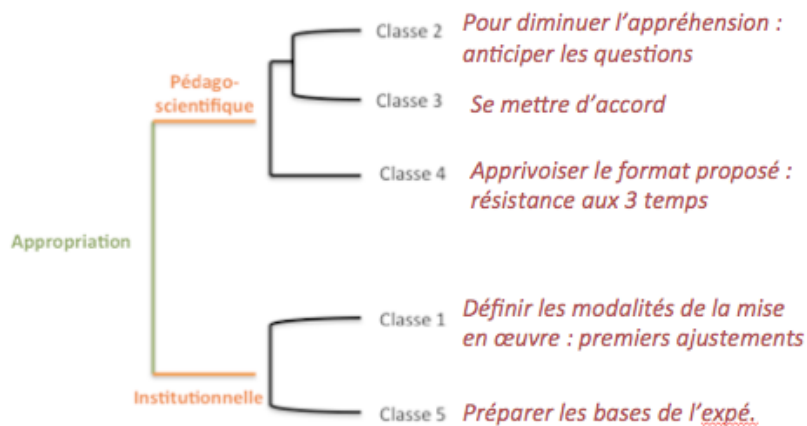 Classe 2
Pour diminuer l’appréhension :
anticiper les questions
Pédago-
scientifique
Classe 3
Se mettre d’accord
Classe 4
Apprivoiser le format proposé :
résistance aux 3 temps
Appropriation
Classe 1
Définir les modalités de la mise
en œuvre : premiers ajustements
Institutionnelle
Classe 5
Préparer les bases de l’expé.